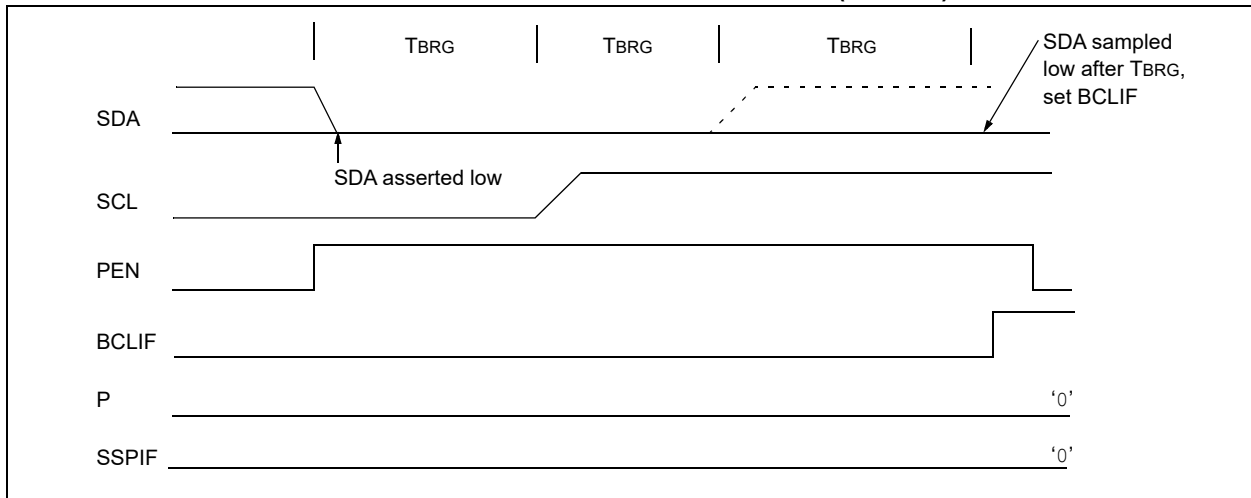 TBRG TBRG TBRG
SDA sampled
low after TBRG,
set BCLIF
SDA
SDA asserted low
SCL
PEN
BCLIF
P ‘0’
SSPIF ‘0’